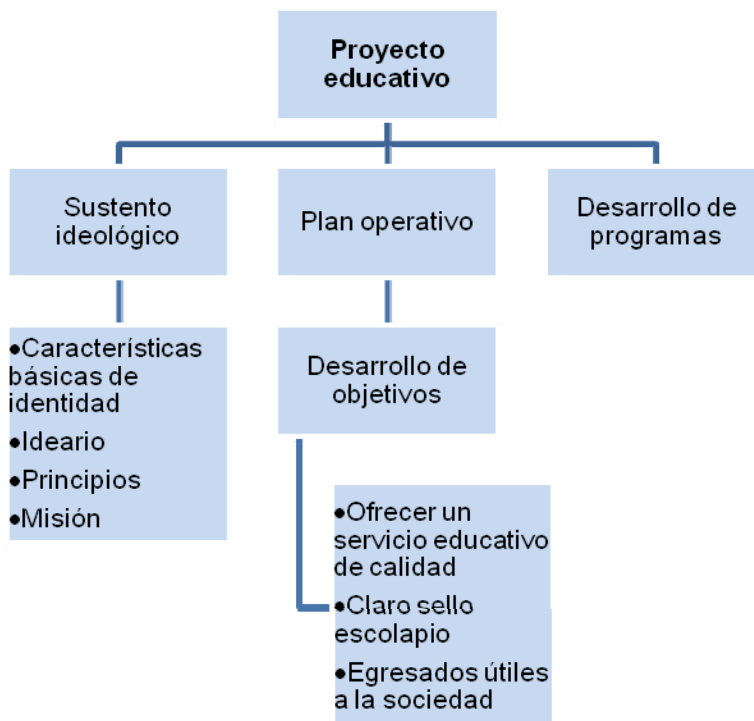 Proyecto
educativo
Sustento
ideológico
Plan operativo
Desarrollo de
programas
•Características
básicas de
identidad
•Ideario
•Principios
•Misión
Desarrollo de
objetivos
•Ofrecer un
servicio educativo
de calidad
•Claro sello
escolapio
•Egresados útiles
a la sociedad